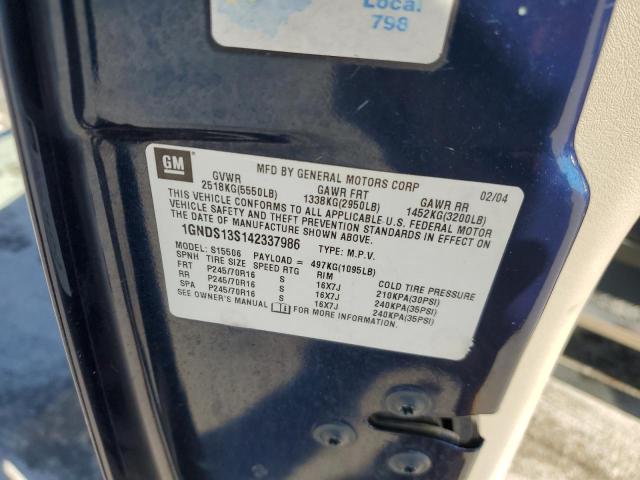 Local
798
GM
MFD BY GENERAL MOTORS CORP 02/04
GVWR GAWR FRT GAWR RR
2518KG(5550LB) 1338KG(2950LB) 1452KG(3200LB)
THIS VEHICLE CONFORMS TO ALL APPLICABLE U.S. FEDERAL MOTOR
VEHICLE SAFETY AND THEFT PREVENTION STANDARDS IN EFFECT ON
THE DATE OF MANUFACTURE SHOWN ABOVE.
1GNDS13S142337986 TYPE: M.P.V.
MODEL: S15506 PAYLOAD = 497KG(1095LB)
SPNH TIRE SIZE SPEED RTG RIM COLD TIRE PRESSURE
FRT P245/70R16 S 16X7J 210KPA(30PSI)
RR P245/70R16 S 16X7J 240KPA(35PSI)
SPA P245/70R16 S 16X7J 240KPA(35PSI)
SEE OWNER'S MANUAL FOR MORE INFORMATION.